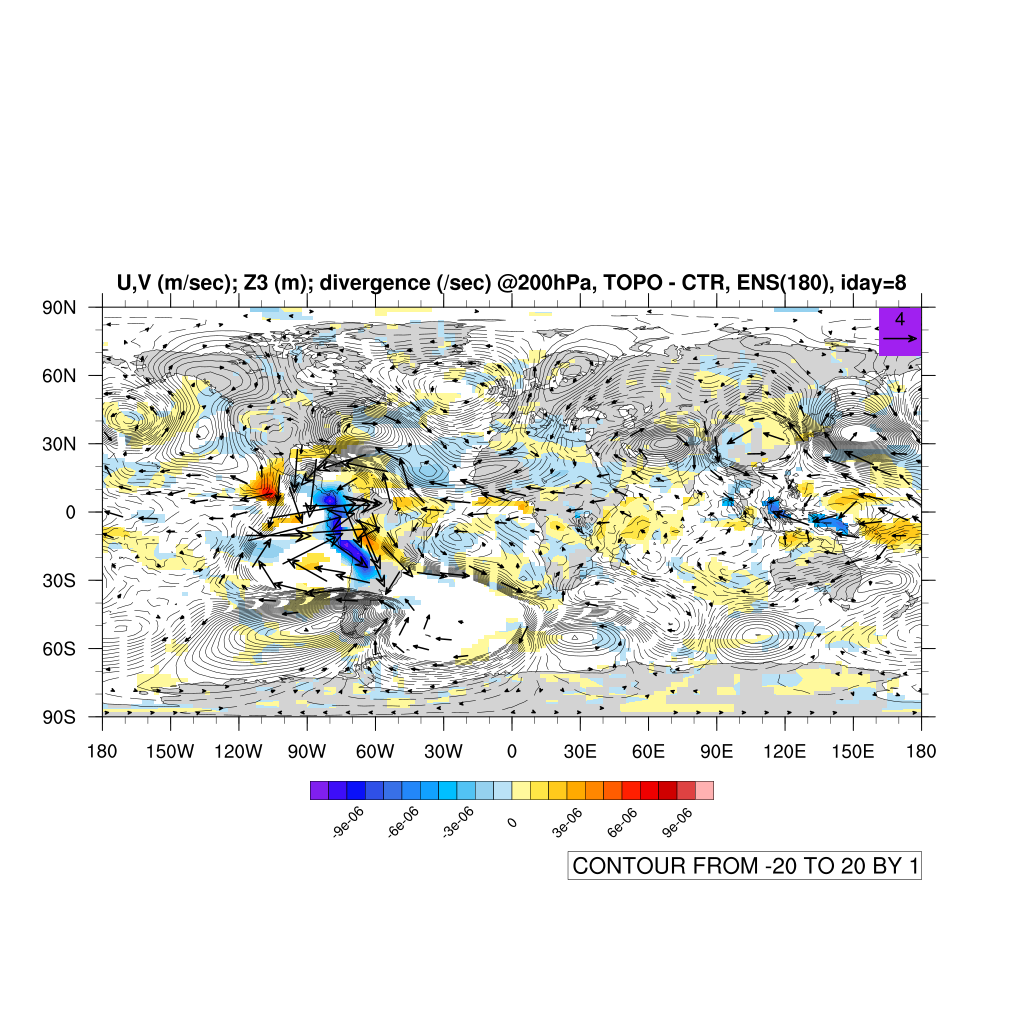 U,V (m/sec); Z3 (m); divergence (/sec) @200hPa, TOPO - CTR, ENS(180), iday=8
4
90N
60N
30N
0
30S
60S
90S
180 150W 120W 90W 60W 30W 0 30E 60E 90E 120E 150E 180
-9e-06 -6e-06 -3e-06 0 3e-06 6e-06 9e-06
CONTOUR FROM -20 TO 20 BY 1